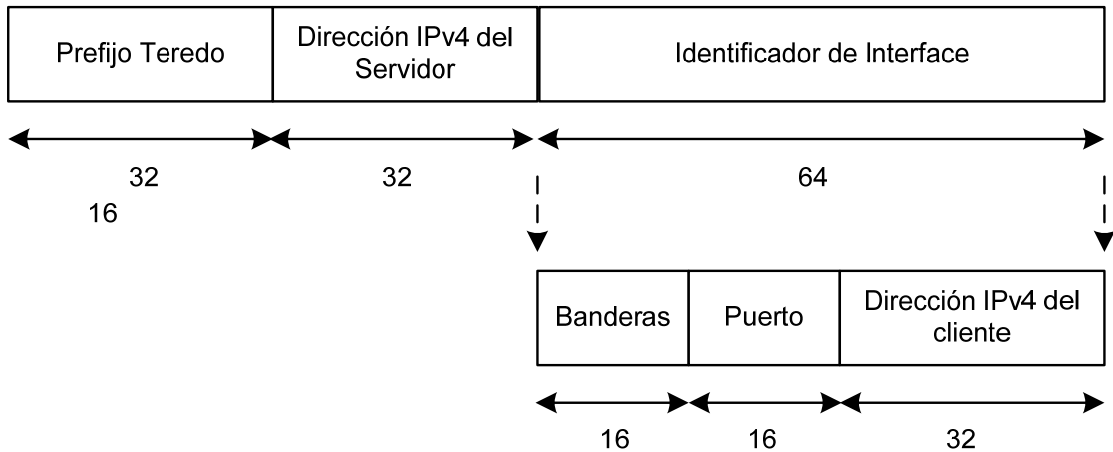 Prefijo Teredo
Dirección IPv4 del
Servidor
Identificador de Interface
32
32
64
16
Banderas
Puerto
Dirección IPv4 del
cliente
16
16
32